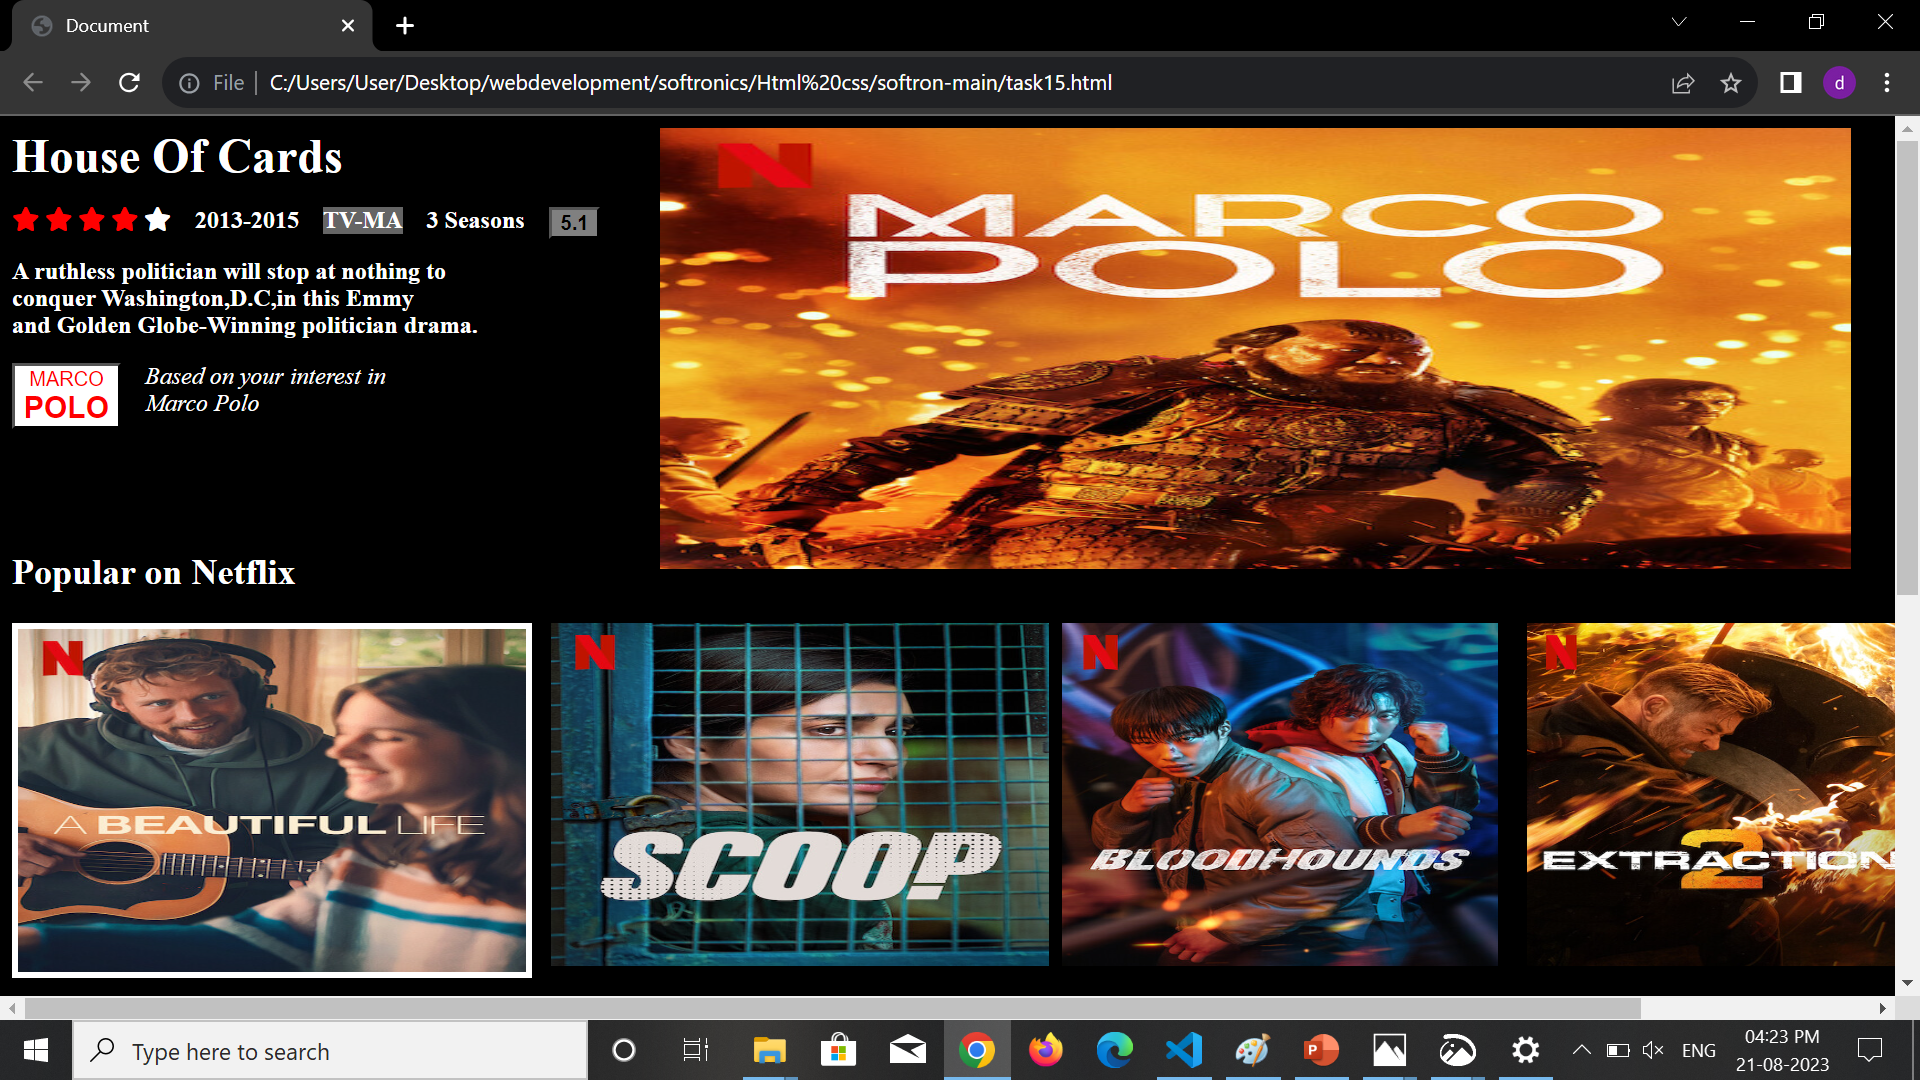 Document
File
C:/Users/User/Desktop/webdevelopment/softronics/Html%20css/softron-main/task15.html
d
House Of Cards
2013-2015 TV-MA 3 Seasons 5.1
A ruthless politician will stop at nothing to
conquer Washington,D.C,in this Emmy
and Golden Globe-Winning politician drama.
MARCO
POLO
Based on your interest in
Marco Polo
N
MARCO
POLO
Popular on Netflix
N
A BEAUTIFUL LIFE
N
SCOOP
N
BLOODHOUNDS
N
EXTRACTION
2
Type here to search
P
ENG
04:23 PM
21-08-2023